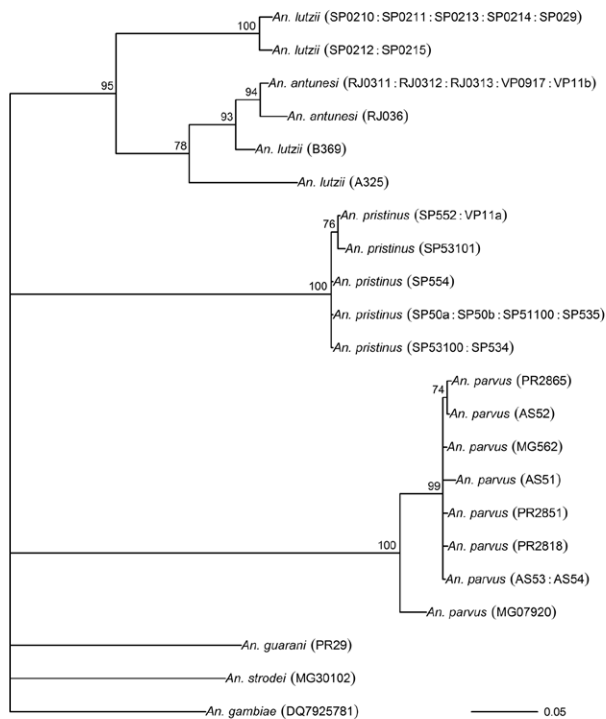 An. lutzii (SP0210 : SP0211 : SP0213 : SP0214 : SP029)
100
An. lutzii (SP0212 : SP0215)
95
An. antunesi (RJ0311 : RJ0312 : RJ0313 : VP0917 : VP11b)
94
An. antunesi (RJ036)
93
An. lutzii (B369)
78
An. lutzii (A325)
An. pristinus (SP552 : VP11a)
76
An. pristinus (SP53101)
An. pristinus (SP554)
100
An. pristinus (SP50a : SP50b : SP51100 : SP535)
An. pristinus (SP53100 : SP534)
An. parvus (PR2865)
74
An. parvus (AS52)
An. parvus (MG562)
An. parvus (AS51)
99
An. parvus (PR2851)
An. parvus (PR2818)
100
An. parvus (AS53 : AS54)
An. parvus (MG07920)
An. guarani (PR29)
An. strodei (MG30102)
An. gambiae (DQ7925781)
0.05